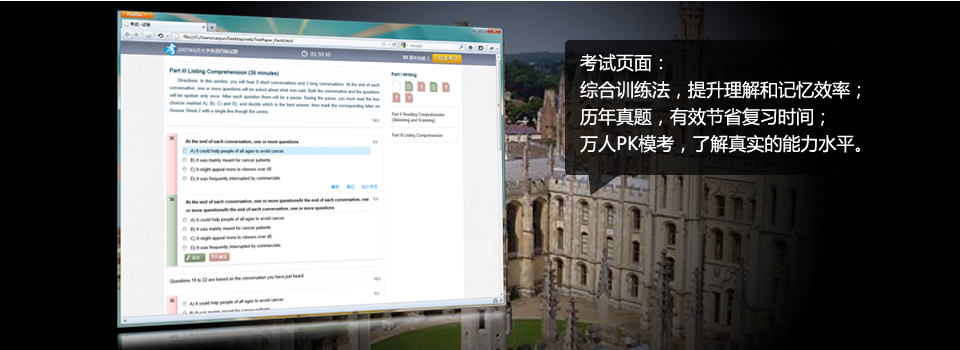 Firefox
考试 - 试卷
file:///C:/Users/caojun/Desktop/web/TestPaper_PartIII.html
Google
2007年6月大学英语四级试题
01:30:30
Part III Listing Comprehension (36 minutes)
Directions: In this section, you will hear 8 short conversations and 2 long conversations. At the end of each
conversation, one or more questions will be asked about what was said. Both the conversation and the questions
will be spoken only once. After each question there will be a pause. During the pause, you must read the four
choices marked A), B), C) and D), and decide which is the best answer, then mark the corresponding letter on
Answer Sheet 2 with a single line through the centre.
36
At the end of each conversation, one or more questions
A) It could help people of all ages to avoid cancer.
B) It was mainly meant for cancer patients.
C) It might appeal more to viewers over 40.
D) It was frequently interrupted by commercials.
36
At the end of each conversation, one or more questionsAt the end of each conversation, one
or more questionsAt the end of each conversation, one or more questions
A) It could help people of all ages to avoid cancer.
B) It was mainly meant for cancer patients.
C) It might appeal more to viewers over 40.
D) It was frequently interrupted by commercials.
Questions 19 to 22 are based on the conversation you have just heard.
36
A) It could help people of all ages to avoid cancer.
B) It was mainly meant for cancer patients.
Part I Writing
Part II Reading Comprehension
(Skimming and Scanning)
Part III Listing Comprehension
考试页面：
综合训练法，提升理解和记忆效率；
历年真题，有效节省复习时间；
万人PK模考，了解真实的能力水平。